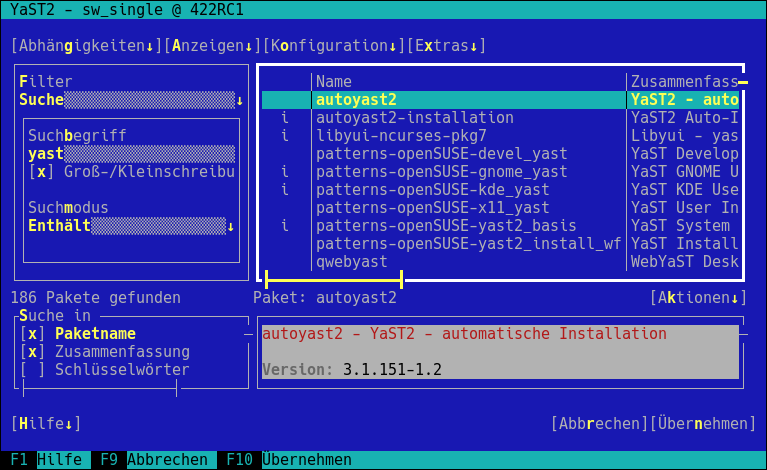 YaST2 - sw_single @ 422RC1
[Abhängigkeiten↓][Anzeigen↓][Konfiguration↓][Extras↓]
Filter
Suche ↓
Suchbegriff
yast
[x] Groß-/Kleinschreibu
Suchmodus
Enthält ↓
Name Zusammenfass
autoyast2 YaST2 - auto
i autoyast2-installation YaST2 Auto-I
i libyui-ncurses-pkg7 Libyui - yas
patterns-openSUSE-devel_yast YaST Develop
i patterns-openSUSE-gnome_yast YaST GNOME U
i patterns-openSUSE-kde_yast YaST KDE Use
patterns-openSUSE-x11_yast YaST User In
i patterns-openSUSE-yast2_basis YaST System
patterns-openSUSE-yast2_install_wf YaST Install
qwebyast WebYaST Desk
186 Pakete gefunden
Paket: autoyast2 [Aktionen↓]
Suche in
[x] Paketname
[x] Zusammenfassung
[ ] Schlüsselwörter
autoyast2 - YaST2 - automatische Installation
Version: 3.1.151-1.2
[Hilfe↓] [Abbrechen][Übernehmen]
F1 Hilfe F9 Abbrechen F10 Übernehmen